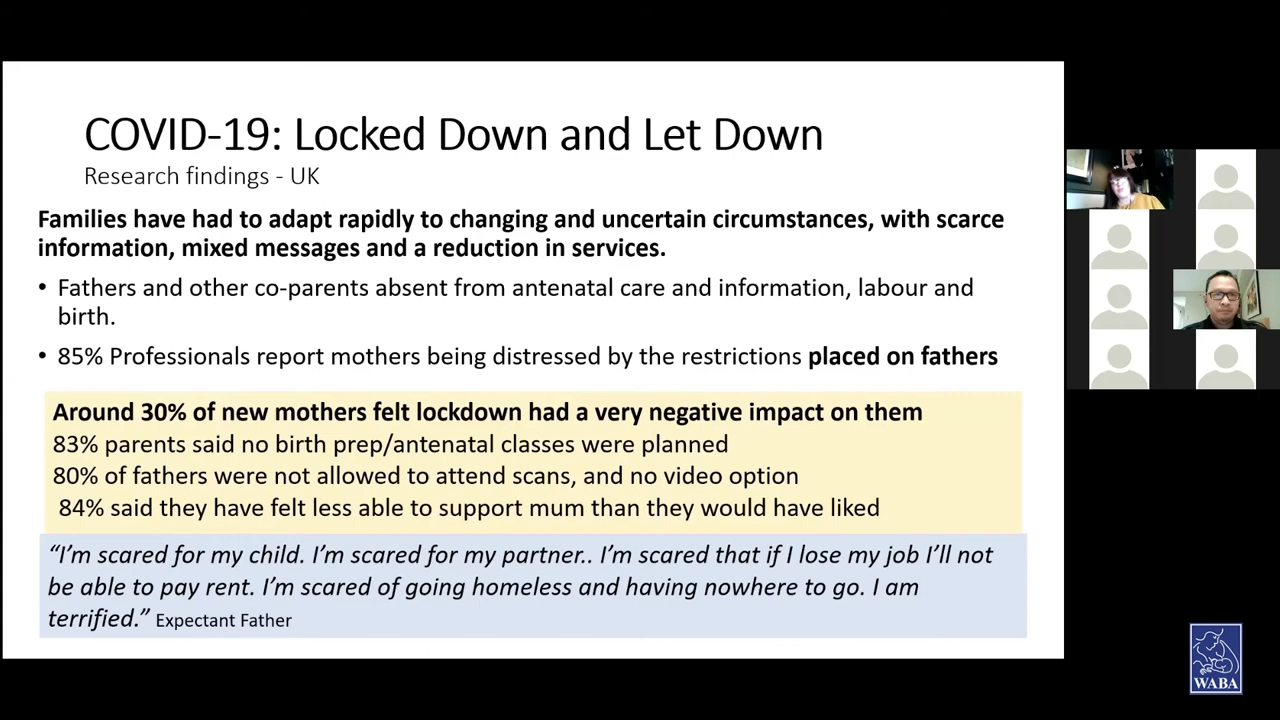 COVID-19: Locked Down and Let Down
Research findings - UK
Families have had to adapt rapidly to changing and uncertain circumstances, with scarce
information, mixed messages and a reduction in services.
• Fathers and other co-parents absent from antenatal care and information, labour and
birth.
• 85% Professionals report mothers being distressed by the restrictions placed on fathers
Around 30% of new mothers felt lockdown had a very negative impact on them
83% parents said no birth prep/antenatal classes were planned
80% of fathers were not allowed to attend scans, and no video option
84% said they have felt less able to support mum than they would have liked
“I’m scared for my child. I’m scared for my partner.. I’m scared that if I lose my job I’ll not
be able to pay rent. I’m scared of going homeless and having nowhere to go. I am
terrified.” Expectant Father
WABA